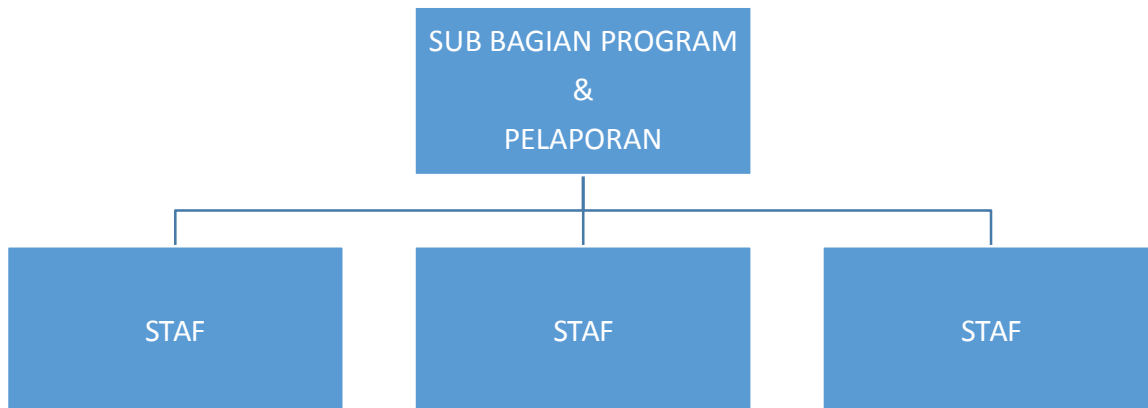 SUB BAGIAN PROGRAM
&
PELAPORAN
STAF
STAF
STAF